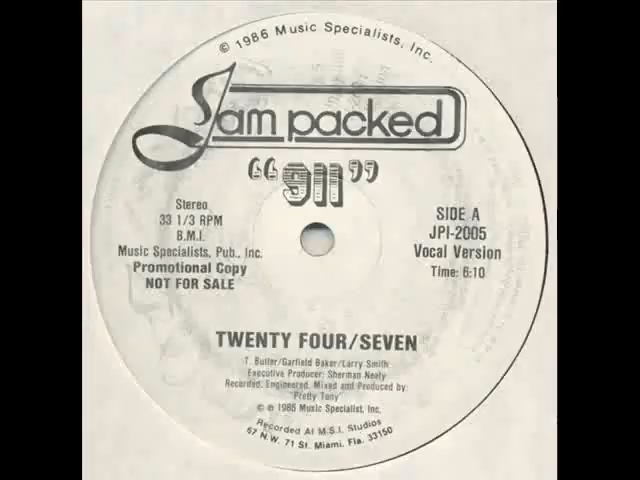 © 1986 Music Specialists, Inc.
Jam packed
"911"
Stereo
33 1/3 RPM
B.M.I.
Music Specialists, Pub., Inc.
Promotional Copy
NOT FOR SALE
SIDE A
JPI-2005
Vocal Version
Time: 6:10
TWENTY FOUR/SEVEN
T. Butler/Garfield Baker/Larry Smith
Executive Producer: Sherman Nealy
Recorded, Engineered, Mixed and Produced by:
"Pretty Tony"
© ℗ 1986 Music Specialist, Inc.
Recorded At M.S.I. Studios
67 N.W. 71 St. Miami, Fla. 33150